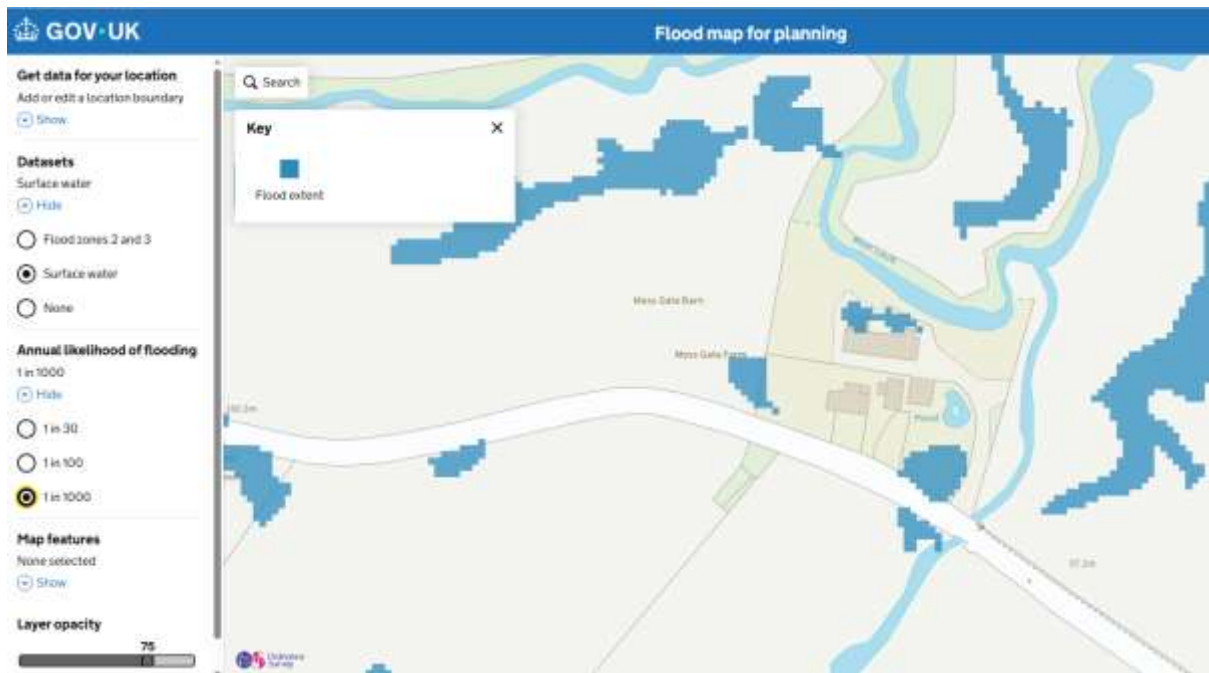 GOV·UK
Flood map for planning
Get data for your location
Add or edit a location boundary
Show
Datasets
Surface water
Hide
Flood zones 2 and 3
Surface water
None
Annual likelihood of flooding
1 in 1000
Hide
1 in 30
1 in 100
1 in 1000
Map features
None selected
Show
Layer opacity
75
Search
Key
Flood extent
Moss Gate Barn
Moss Gate Farm
Pond
Ordnance
Survey